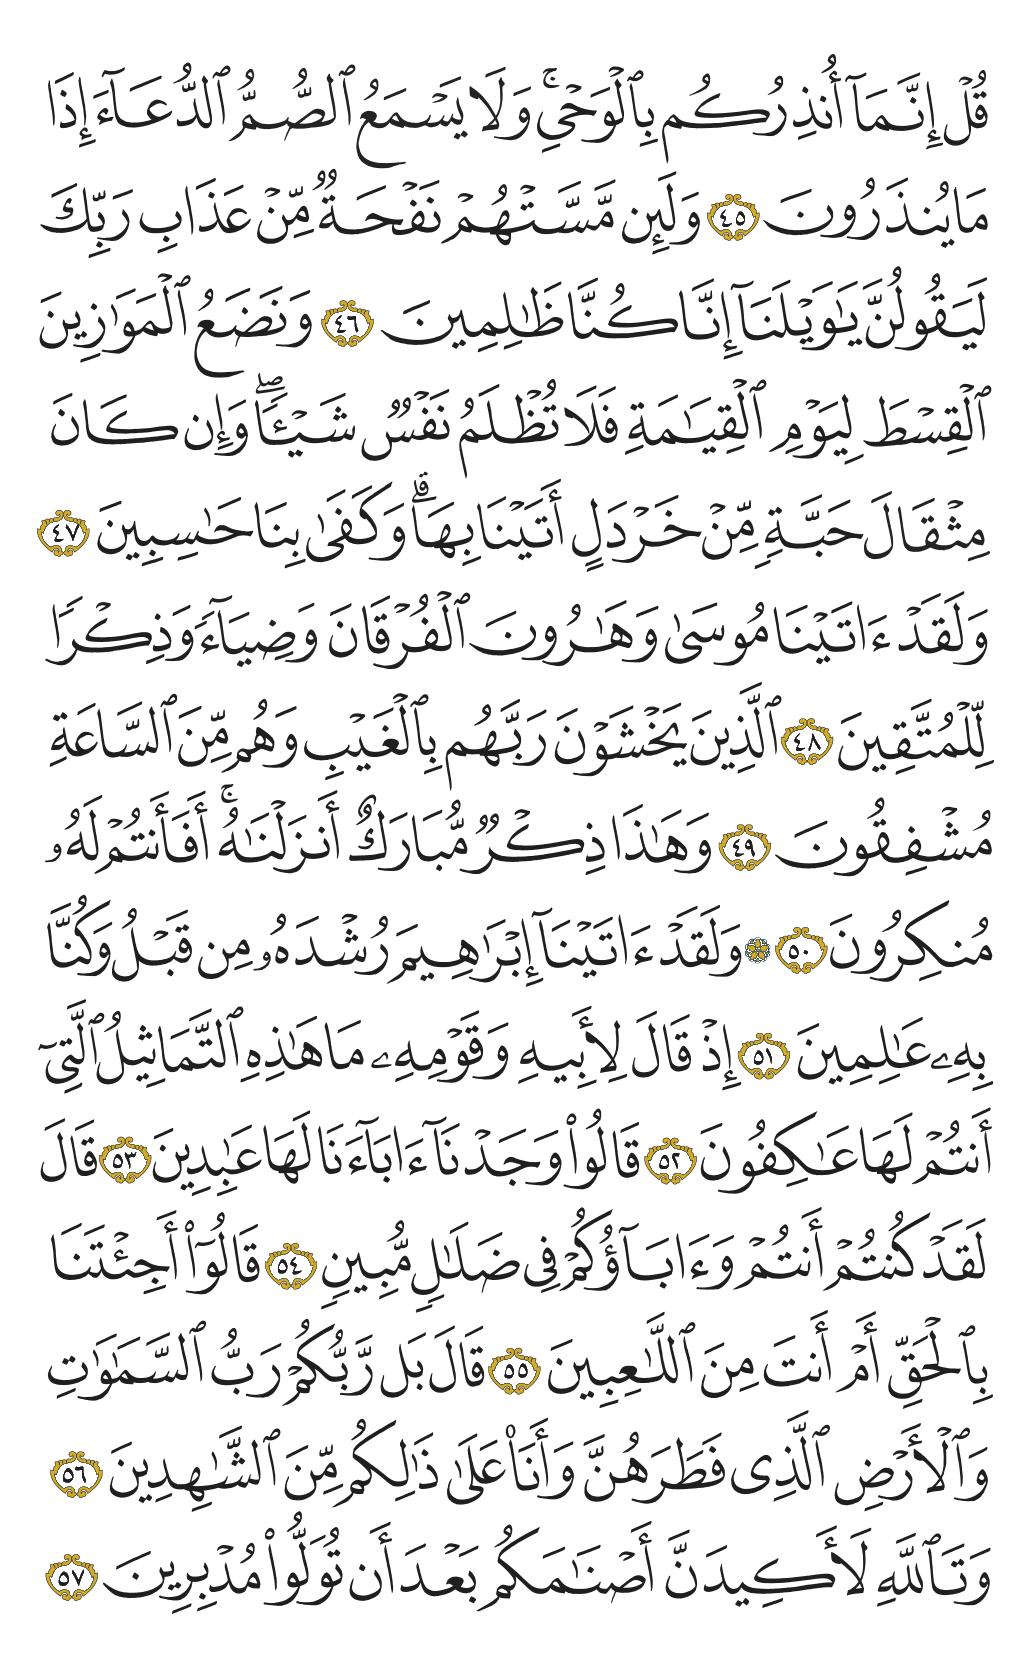 قُلۡ إِنَّمَآ أُنذِرُكُم بِٱلۡوَحۡيِۚ وَلَا يَسۡمَعُ ٱلصُّمُّ ٱلدُّعَآءَ إِذَا
مَا يُنذَرُونَ ٤٥ وَلَئِن مَّسَّتۡهُمۡ نَفۡحَةٞ مِّنۡ عَذَابِ رَبِّكَ
لَيَقُولُنَّ يَٰوَيۡلَنَآ إِنَّا كُنَّا ظَٰلِمِينَ ٤٦ وَنَضَعُ ٱلۡمَوَٰزِينَ
ٱلۡقِسۡطَ لِيَوۡمِ ٱلۡقِيَٰمَةِ فَلَا تُظۡلَمُ نَفۡسٞ شَيۡـٔٗاۖ وَإِن كَانَ
مِثۡقَالَ حَبَّةٖ مِّنۡ خَرۡدَلٍ أَتَيۡنَا بِهَاۗ وَكَفَىٰ بِنَا حَٰسِبِينَ ٤٧
وَلَقَدۡ ءَاتَيۡنَا مُوسَىٰ وَهَٰرُونَ ٱلۡفُرۡقَانَ وَضِيَآءٗ وَذِكۡرٗا
لِّلۡمُتَّقِينَ ٤٨ ٱلَّذِينَ يَخۡشَوۡنَ رَبَّهُم بِٱلۡغَيۡبِ وَهُم مِّنَ ٱلسَّاعَةِ
مُشۡفِقُونَ ٤٩ وَهَٰذَا ذِكۡرٞ مُّبَارَكٌ أَنزَلۡنَٰهُۚ أَفَأَنتُمۡ لَهُۥ
مُنكِرُونَ ٥٠ ۞ وَلَقَدۡ ءَاتَيۡنَآ إِبۡرَٰهِيمَ رُشۡدَهُۥ مِن قَبۡلُ وَكُنَّا
بِهِۦ عَٰلِمِينَ ٥١ إِذۡ قَالَ لِأَبِيهِ وَقَوۡمِهِۦ مَا هَٰذِهِ ٱلتَّمَاثِيلُ ٱلَّتِيٓ
أَنتُمۡ لَهَا عَٰكِفُونَ ٥٢ قَالُواْ وَجَدۡنَآ ءَابَآءَنَا لَهَا عَٰبِدِينَ ٥٣ قَالَ
لَقَدۡ كُنتُمۡ أَنتُمۡ وَءَابَآؤُكُمۡ فِي ضَلَٰلٖ مُّبِينٖ ٥٤ قَالُوٓاْ أَجِئۡتَنَا
بِٱلۡحَقِّ أَمۡ أَنتَ مِنَ ٱللَّٰعِبِينَ ٥٥ قَالَ بَل رَّبُّكُمۡ رَبُّ ٱلسَّمَٰوَٰتِ
وَٱلۡأَرۡضِ ٱلَّذِي فَطَرَهُنَّ وَأَنَا۠ عَلَىٰ ذَٰلِكُم مِّنَ ٱلشَّٰهِدِينَ ٥٦
وَتَٱللَّهِ لَأَكِيدَنَّ أَصۡنَٰمَكُم بَعۡدَ أَن تُوَلُّواْ مُدۡبِرِينَ ٥٧